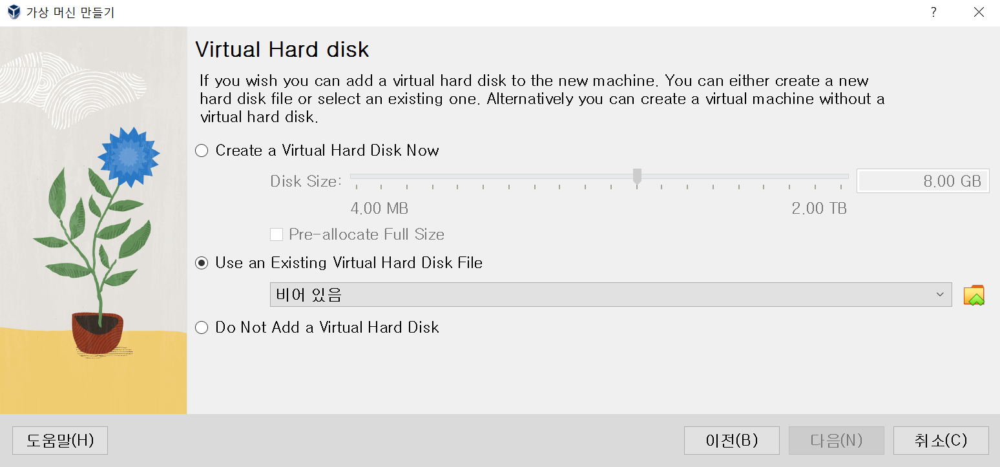 가상 머신 만들기
?
Virtual Hard disk
If you wish you can add a virtual hard disk to the new machine. You can either create a new
hard disk file or select an existing one. Alternatively you can create a virtual machine without a
virtual hard disk.
Create a Virtual Hard Disk Now
Disk Size:
8.00 GB
4.00 MB
2.00 TB
Pre-allocate Full Size
Use an Existing Virtual Hard Disk File
비어 있음
Do Not Add a Virtual Hard Disk
도움말(H)
이전(B)
다음(N)
취소(C)